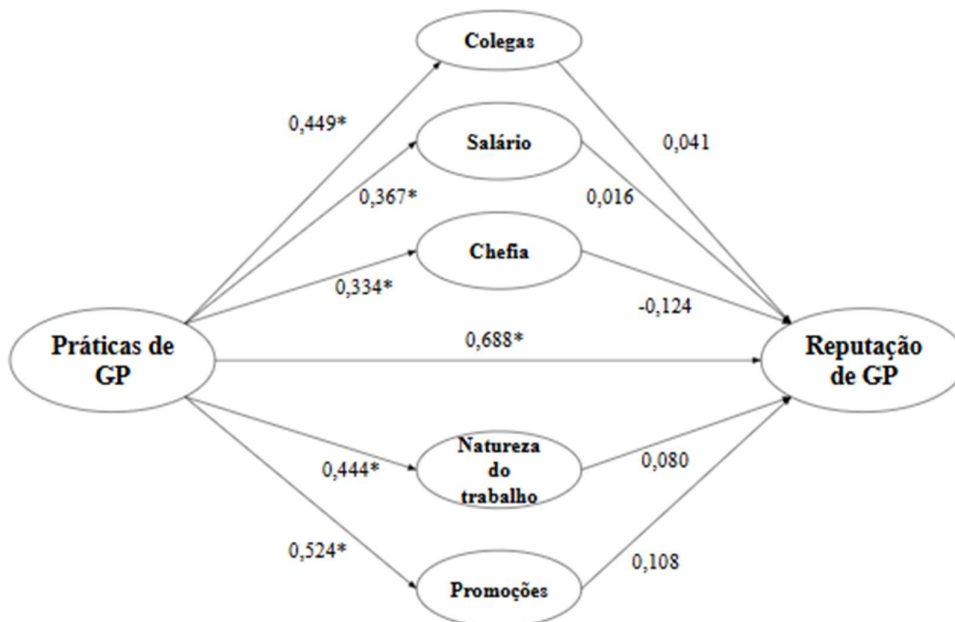 Colegas
0,449*
0,041
Salário
0,367*
0,016
Chefia
0,334*
-0,124
Práticas de
GP
0,688*
Reputação
de GP
Natureza
do
trabalho
0,444*
0,080
0,524*
0,108
Promoções